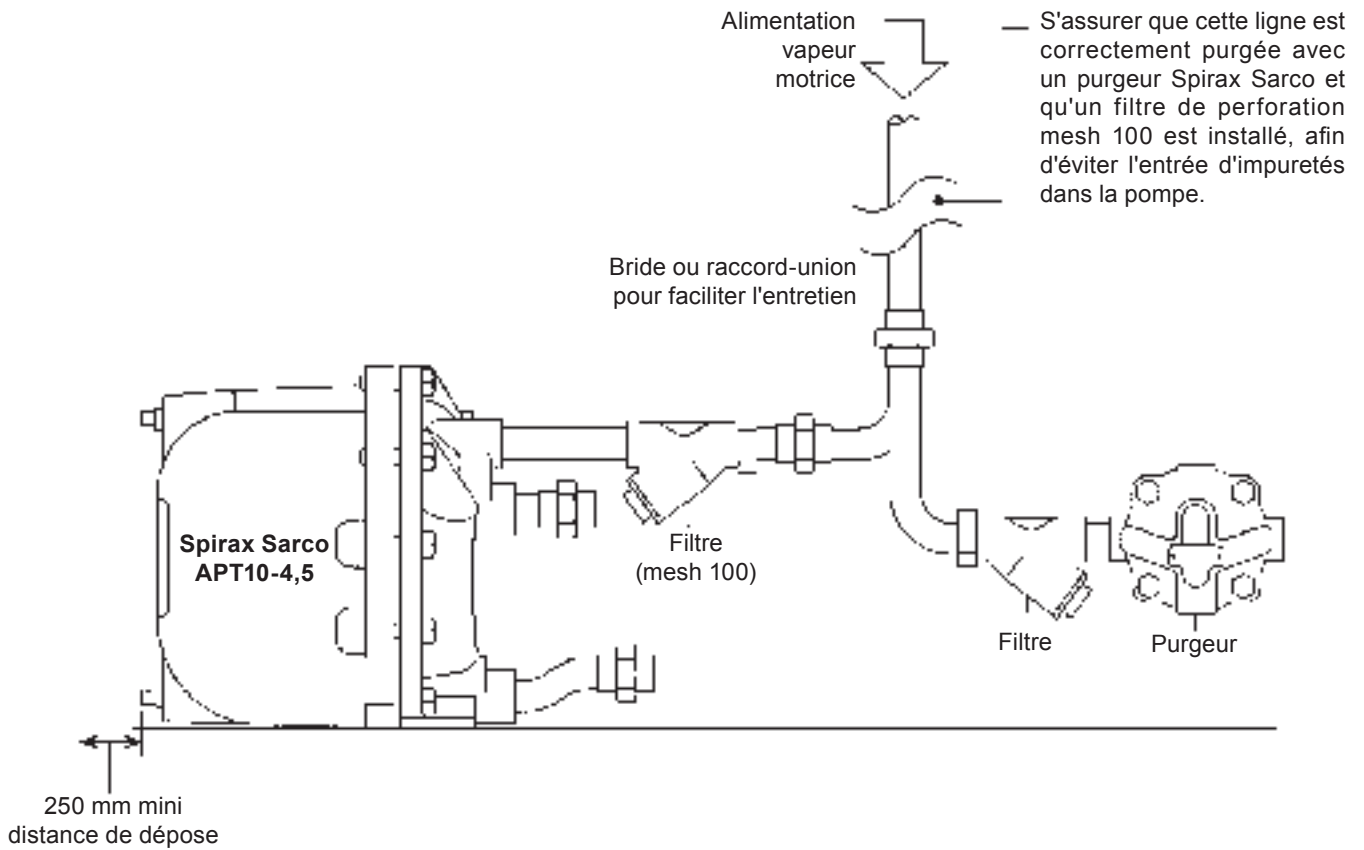 Alimentation
vapeur
motrice
S'assurer que cette ligne est
correctement purgée avec
un purgeur Spirax Sarco et
qu'un filtre de perforation
mesh 100 est installé, afin
d'éviter l'entrée d'impuretés
dans la pompe.
Bride ou raccord-union
pour faciliter l'entretien
Spirax Sarco
APT10-4,5
Filtre
(mesh 100)
Filtre
Purgeur
250 mm mini
distance de dépose